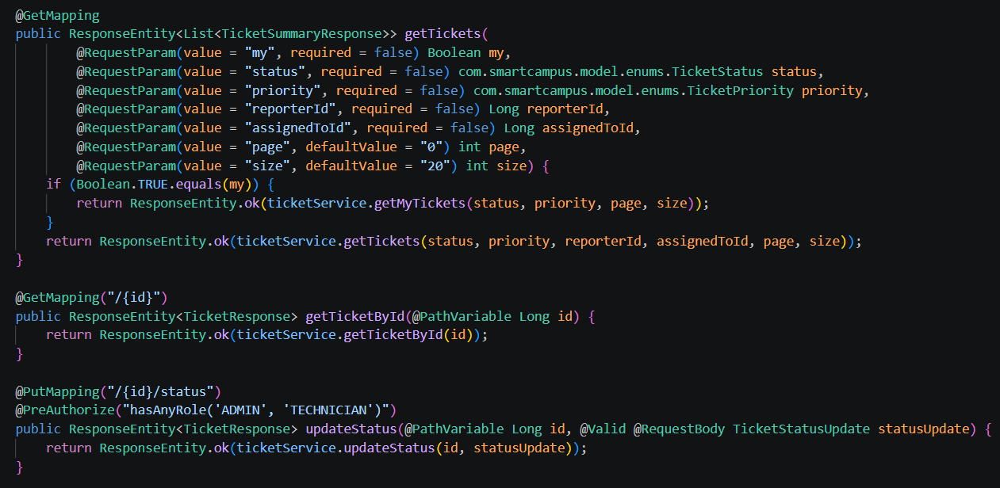 @GetMapping
public ResponseEntity<List<TicketSummaryResponse>> getTickets(
        @RequestParam(value = "my", required = false) Boolean my,
        @RequestParam(value = "status", required = false) com.smartcampus.model.enums.TicketStatus status,
        @RequestParam(value = "priority", required = false) com.smartcampus.model.enums.TicketPriority priority,
        @RequestParam(value = "reporterId", required = false) Long reporterId,
        @RequestParam(value = "assignedToId", required = false) Long assignedToId,
        @RequestParam(value = "page", defaultValue = "0") int page,
        @RequestParam(value = "size", defaultValue = "20") int size) {
    if (Boolean.TRUE.equals(my)) {
        return ResponseEntity.ok(ticketService.getMyTickets(status, priority, page, size));
    }
    return ResponseEntity.ok(ticketService.getTickets(status, priority, reporterId, assignedToId, page, size));
}

@GetMapping("/{id}")
public ResponseEntity<TicketResponse> getTicketById(@PathVariable Long id) {
    return ResponseEntity.ok(ticketService.getTicketById(id));
}

@PutMapping("/{id}/status")
@PreAuthorize("hasAnyRole('ADMIN', 'TECHNICIAN')")
public ResponseEntity<TicketResponse> updateStatus(@PathVariable Long id, @Valid @RequestBody TicketStatusUpdate statusUpdate) {
    return ResponseEntity.ok(ticketService.updateStatus(id, statusUpdate));
}